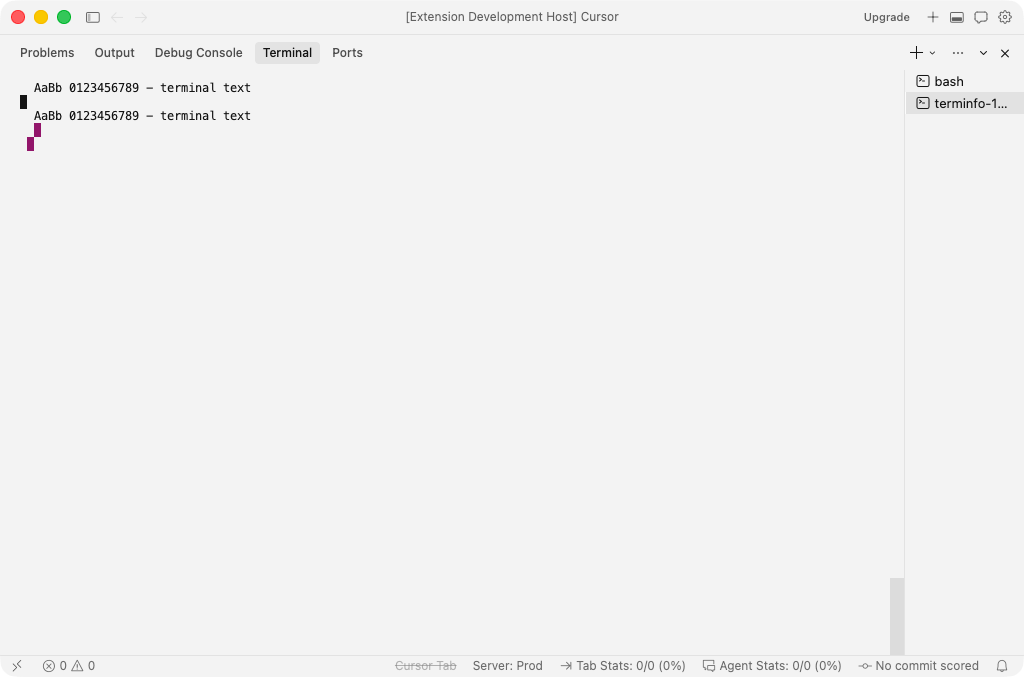 [Extension Development Host] Cursor
Upgrade
Problems Output Debug Console Terminal Ports
AaBb 0123456789 — terminal text
AaBb 0123456789 — terminal text
bash
terminfo-1...
0 0 Cursor Tab Server: Prod Tab Stats: 0/0 (0%) Agent Stats: 0/0 (0%) No commit scored